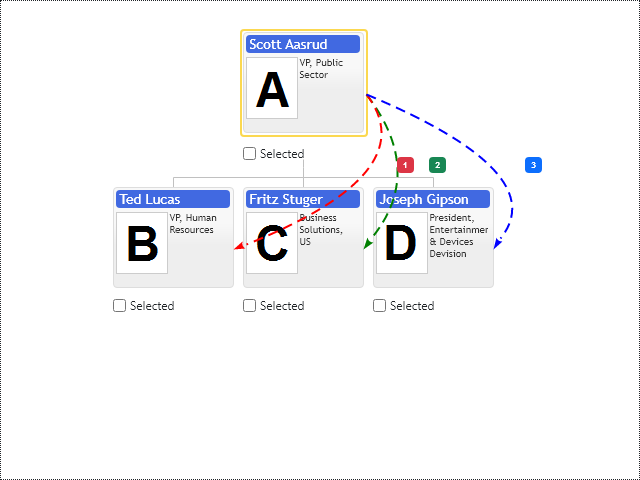 Scott Aasrud
A
VP, Public
Sector
Selected
1
2
3
Ted Lucas
B
VP, Human
Resources
Selected
Fritz Stuger
C
Business
Solutions,
US
Selected
Joseph Gipson
D
President,
Entertainmen
& Devices
Devision
Selected